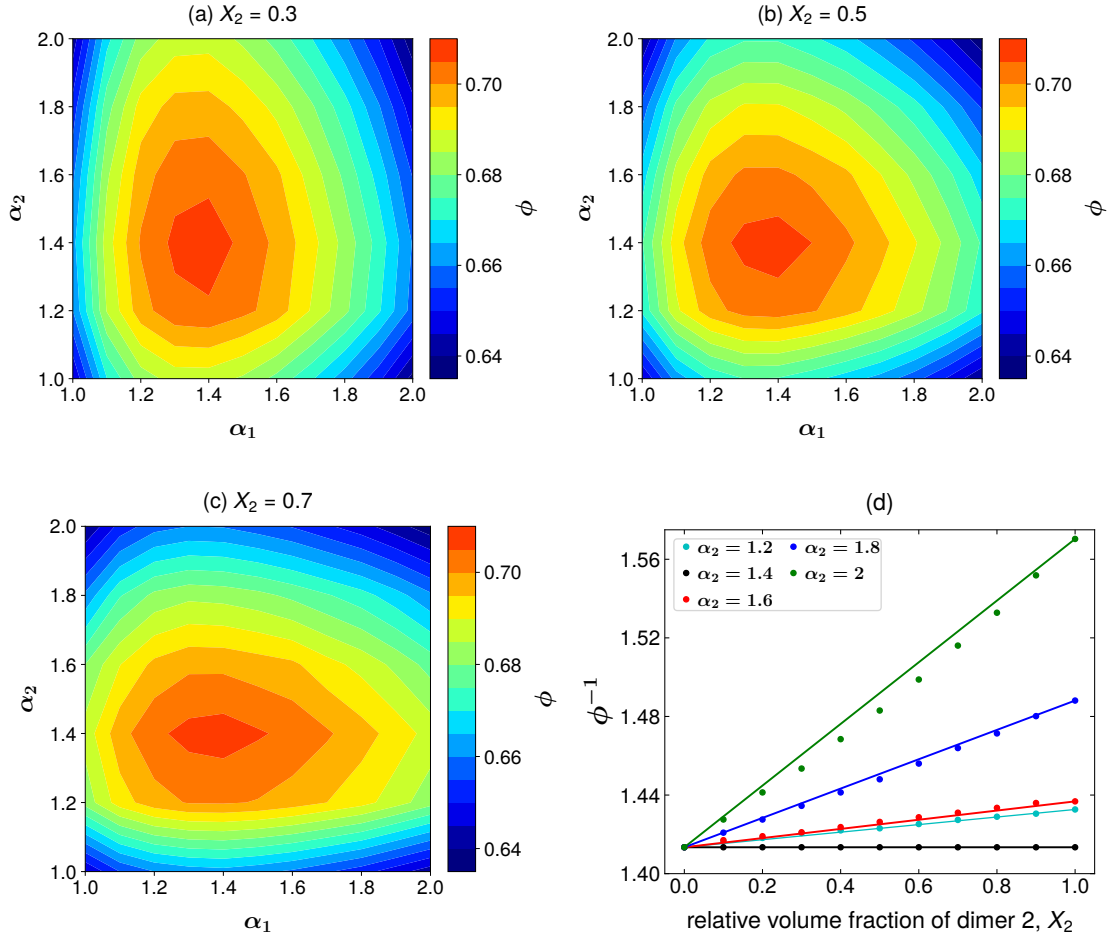 (a) X₂ = 0.3
2.0
1.8
1.6
1.4
1.2
1.0
α₂
1.0 1.2 1.4 1.6 1.8 2.0
α₁
0.70
0.68
0.66
0.64
ϕ
(b) X₂ = 0.5
2.0
1.8
1.6
1.4
1.2
1.0
α₂
1.0 1.2 1.4 1.6 1.8 2.0
α₁
0.70
0.68
0.66
0.64
ϕ
(c) X₂ = 0.7
2.0
1.8
1.6
1.4
1.2
1.0
α₂
1.0 1.2 1.4 1.6 1.8 2.0
α₁
0.70
0.68
0.66
0.64
ϕ
(d)
α₂ = 1.2 α₂ = 1.8
α₂ = 1.4 α₂ = 2
α₂ = 1.6
1.56
1.52
1.48
1.44
1.40
ϕ⁻¹
0.0 0.2 0.4 0.6 0.8 1.0
relative volume fraction of dimer 2, X₂